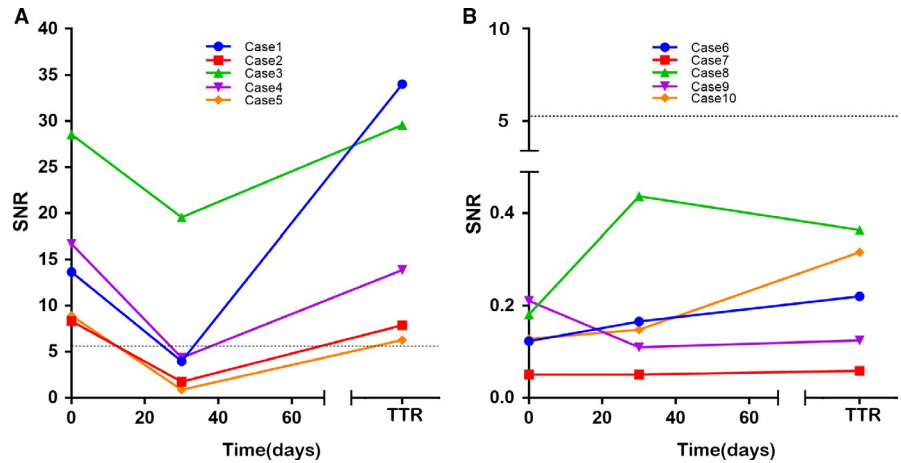 A
40
35
30
25
20
15
10
5
0
SNR
Case1
Case2
Case3
Case4
Case5
0 20 40 60 TTR
Time(days)
B
10
5
0.4
0.2
0.0
SNR
Case6
Case7
Case8
Case9
Case10
0 20 40 60 TTR
Time(days)